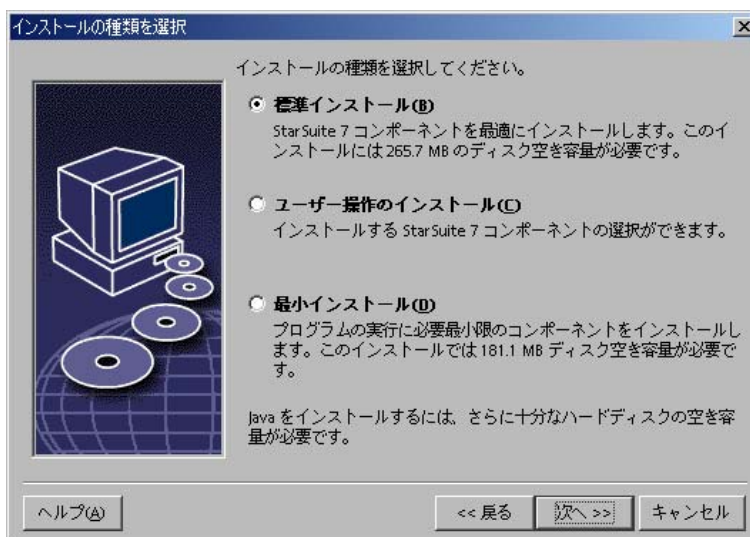 インストールの種類を選択
インストールの種類を選択してください。
標準インストール(B)
StarSuite 7 コンポーネントを最適にインストールします。このイ
ンストールには 265.7 MB のディスク空き容量が必要です。
ユーザー操作のインストール(C)
インストールする StarSuite 7 コンポーネントの選択ができます。
最小インストール(D)
プログラムの実行に必要最小限のコンポーネントをインストールし
ます。このインストールでは 181.1 MB ディスク空き容量が必要で
す。
Java をインストールするには、さらに十分なハードディスクの空き容
量が必要です。
ヘルプ(A)
<< 戻る
次へ >>
キャンセル